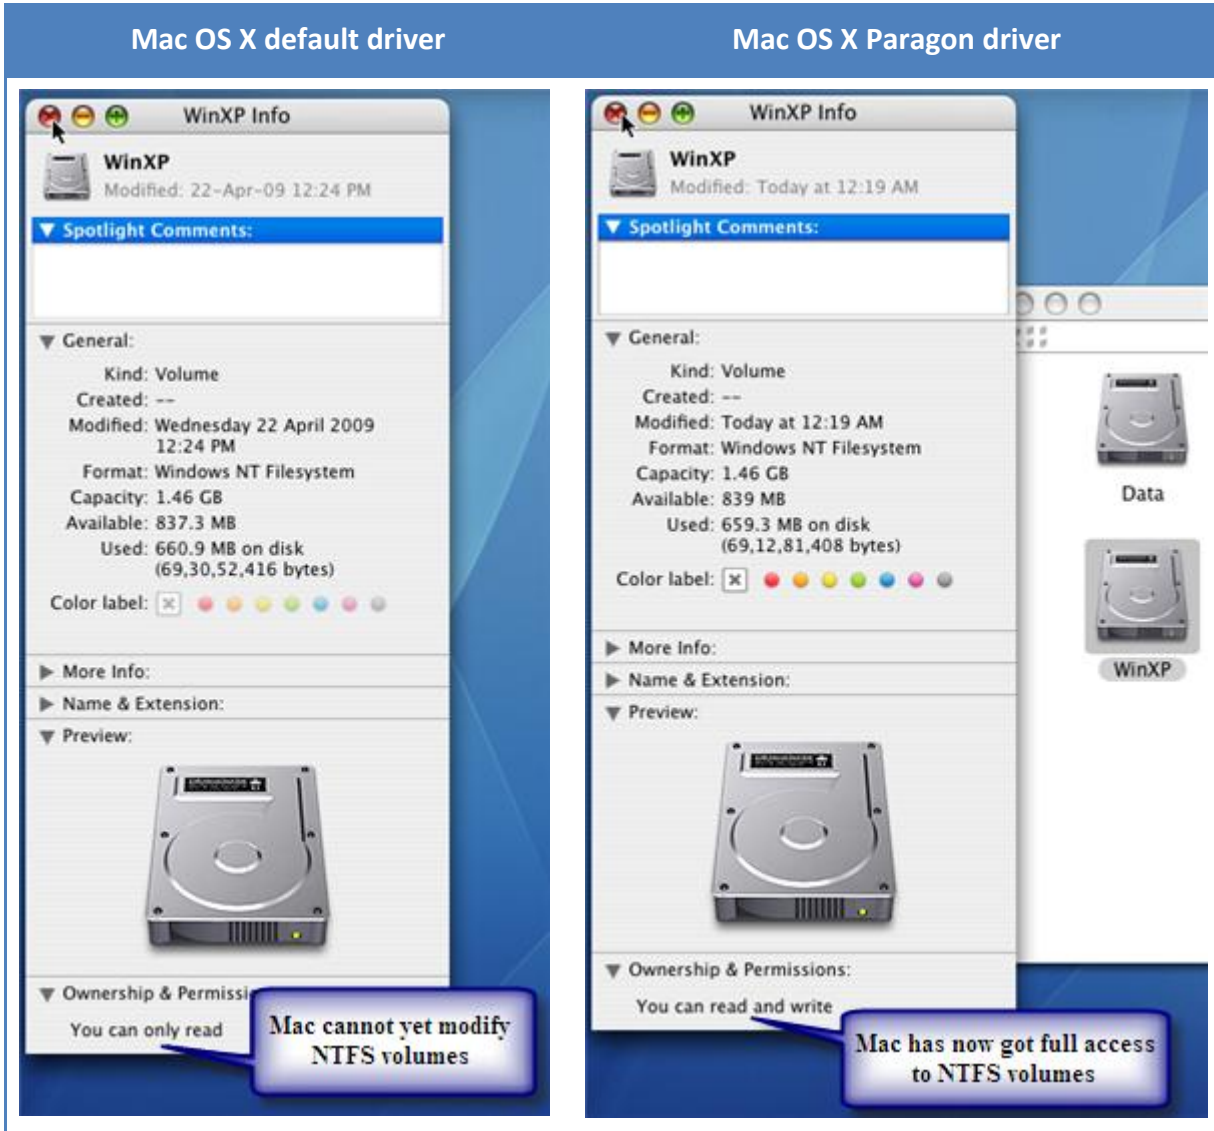 Mac OS X default driver
Mac OS X Paragon driver
WinXP Info
WinXP
Modified: 22-Apr-09 12:24 PM
Spotlight Comments:
General:
Kind: Volume
Created: --
Modified: Wednesday 22 April 2009
12:24 PM
Format: Windows NT Filesystem
Capacity: 1.46 GB
Available: 837.3 MB
Used: 660.9 MB on disk
(69,30,52,416 bytes)
Color label:
More Info:
Name & Extension:
Preview:
Ownership & Permissi
You can only read
Mac cannot yet modify
NTFS volumes
WinXP Info
WinXP
Modified: Today at 12:19 AM
Spotlight Comments:
General:
Kind: Volume
Created: --
Modified: Today at 12:19 AM
Format: Windows NT Filesystem
Capacity: 1.46 GB
Available: 839 MB
Used: 659.3 MB on disk
(69,12,81,408 bytes)
Color label:
More Info:
Name & Extension:
Preview:
Ownership & Permissions:
You can read and write
Mac has now got full access
to NTFS volumes
Data
WinXP